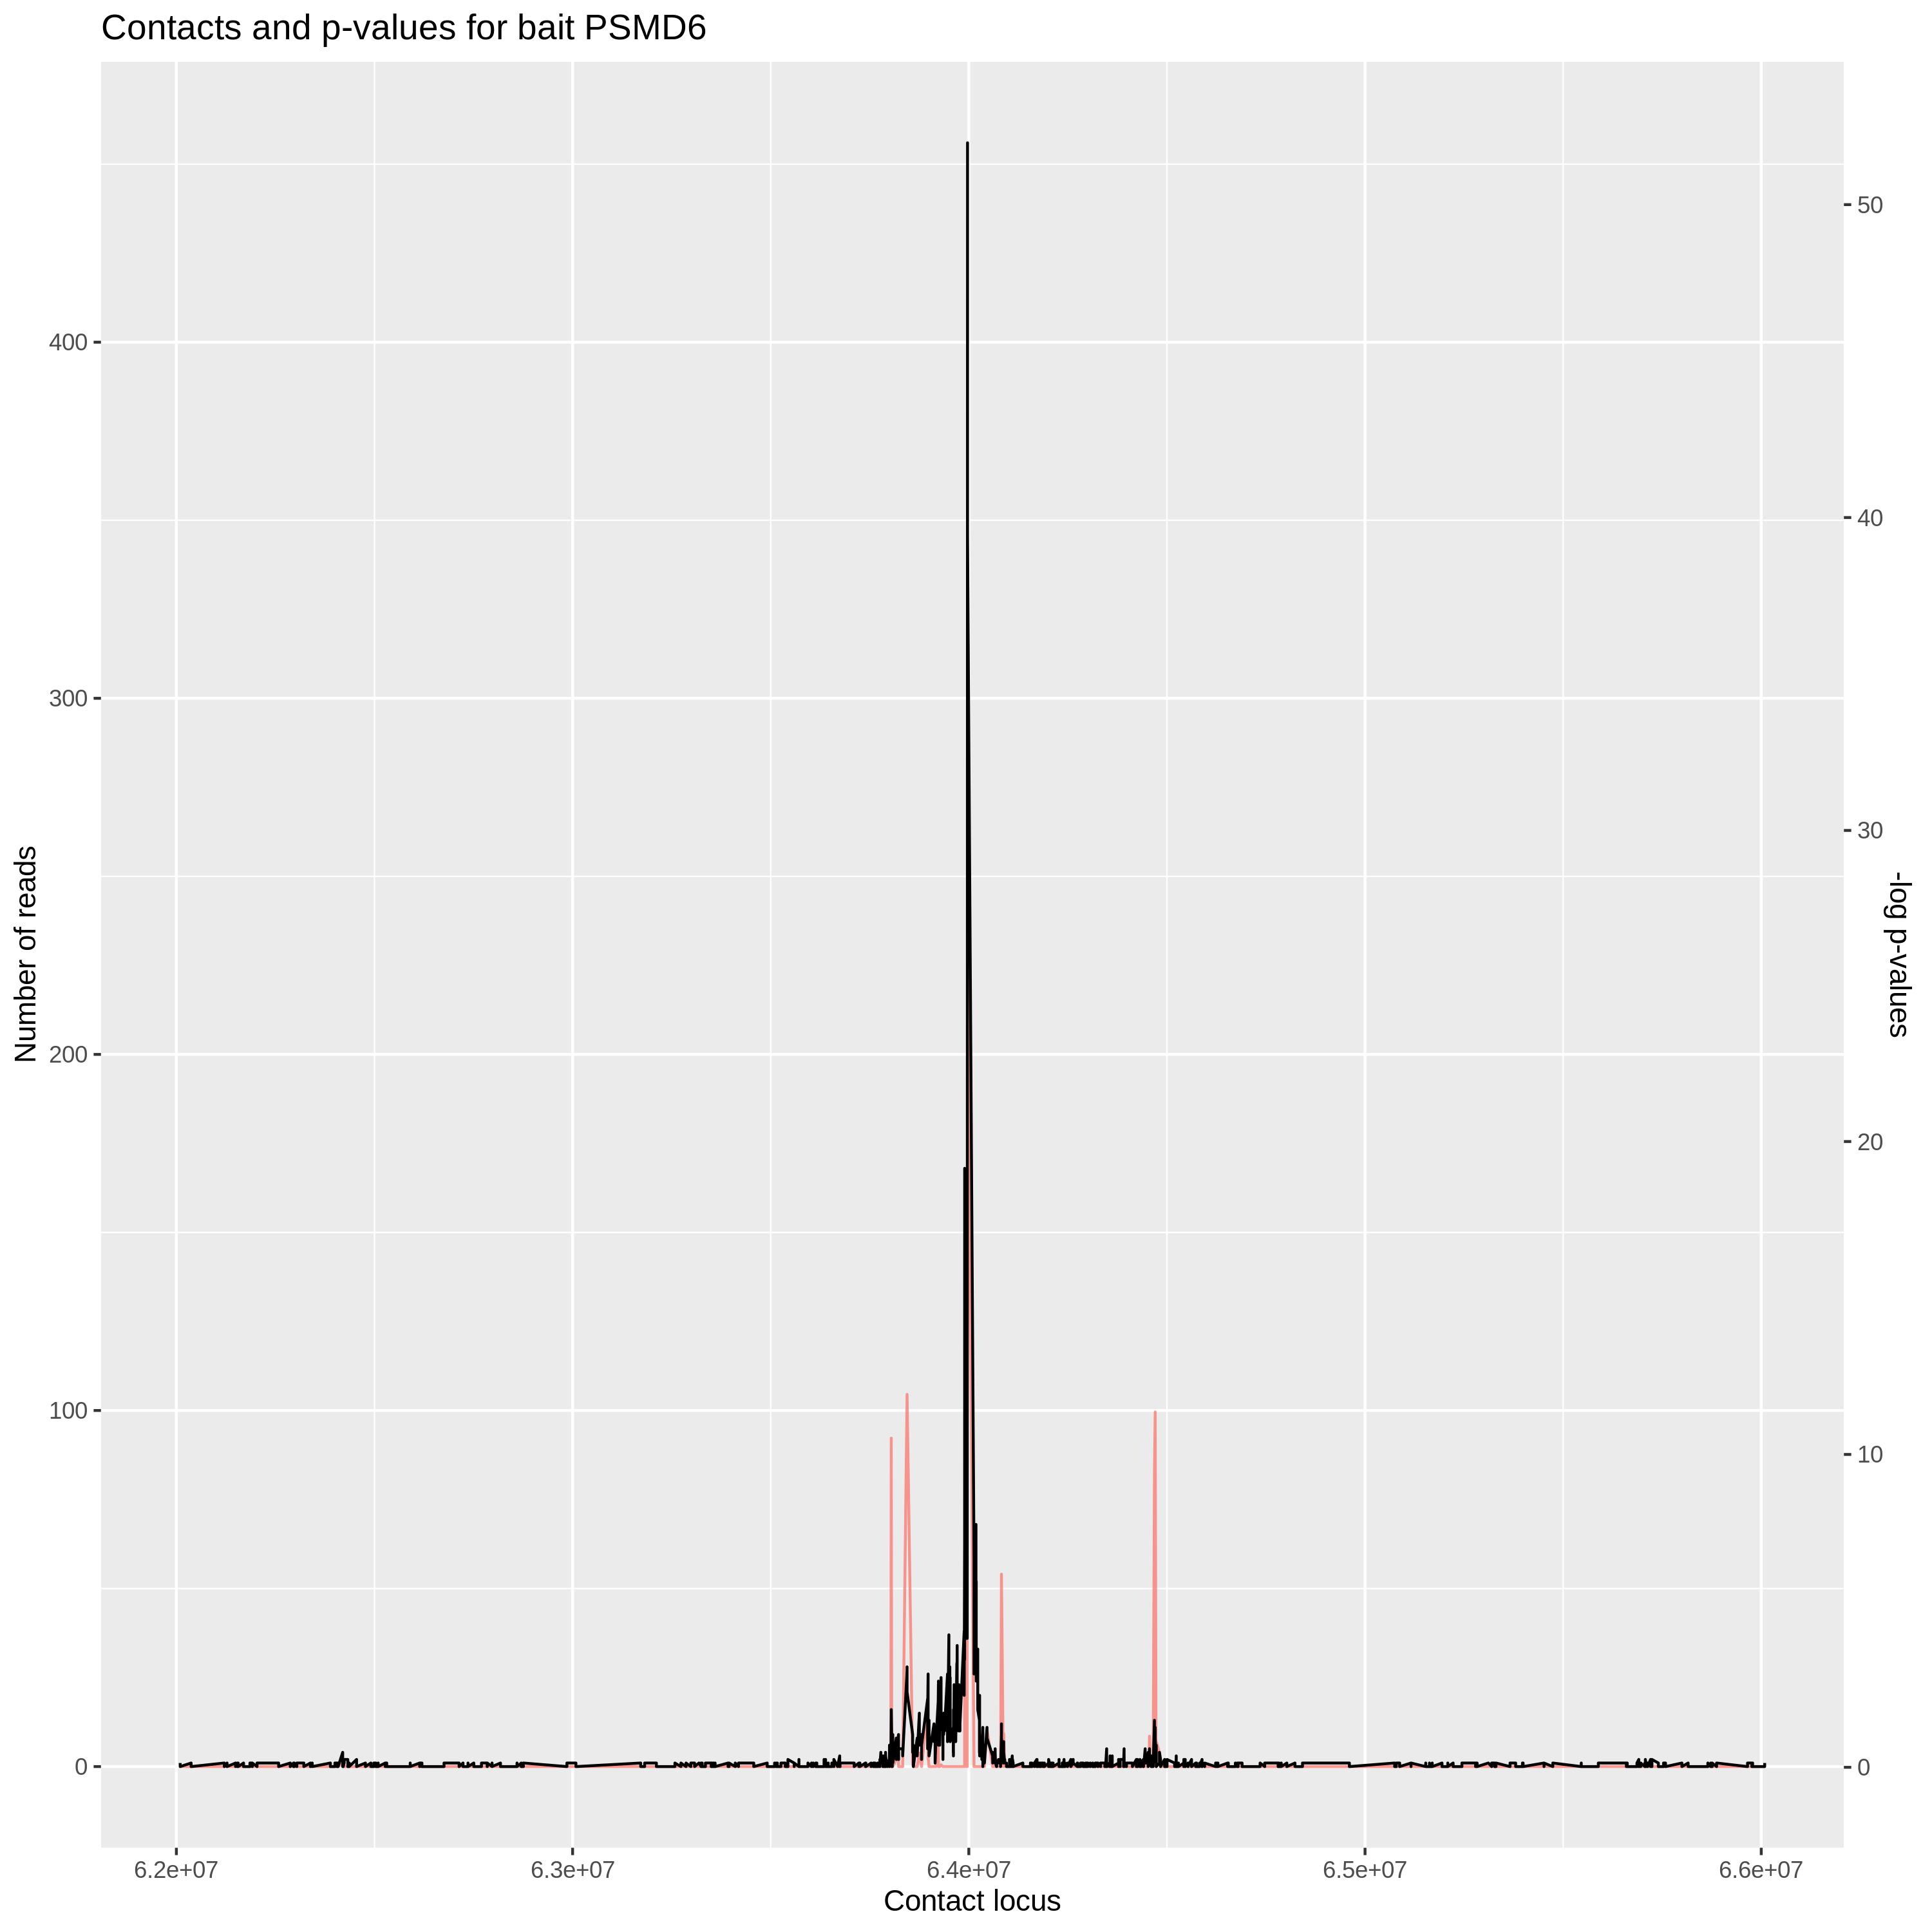 Contacts and p-values for bait PSMD6
Number of reads
400
300
200
100
0
50
40
30
20
10
0
-log p-values
6.2e+07
6.3e+07
6.4e+07
6.5e+07
6.6e+07
Contact locus